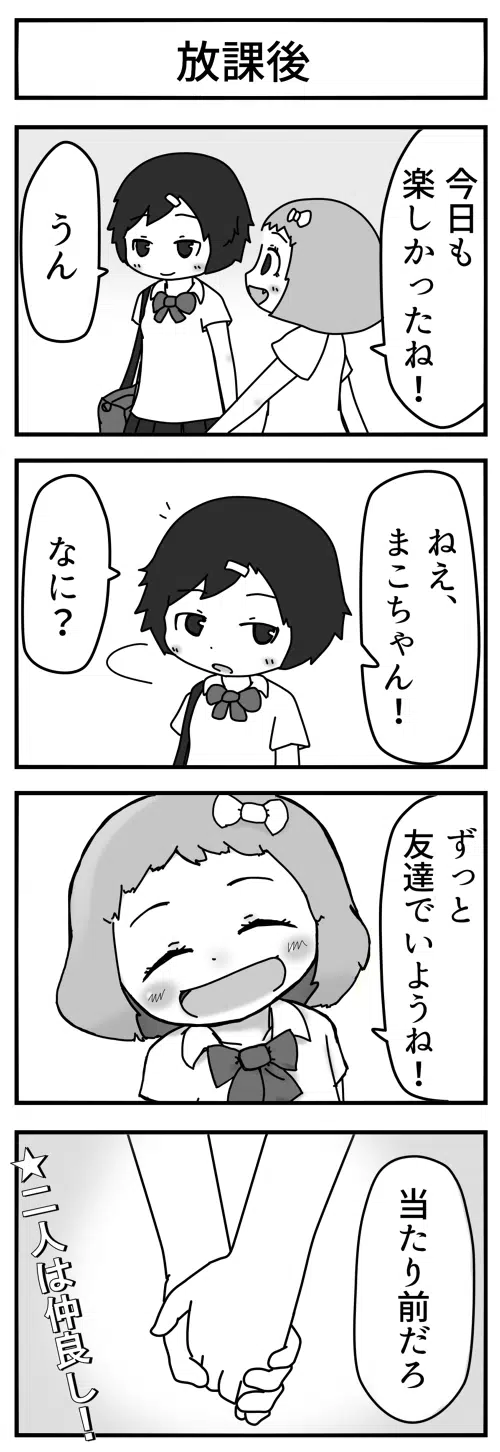 放課後
今日も
楽しかったね！
うん
ねえ、
まこちゃん！
なに？
ずっと
友達でいようね！
当たり前だろ
★二人は仲良し！